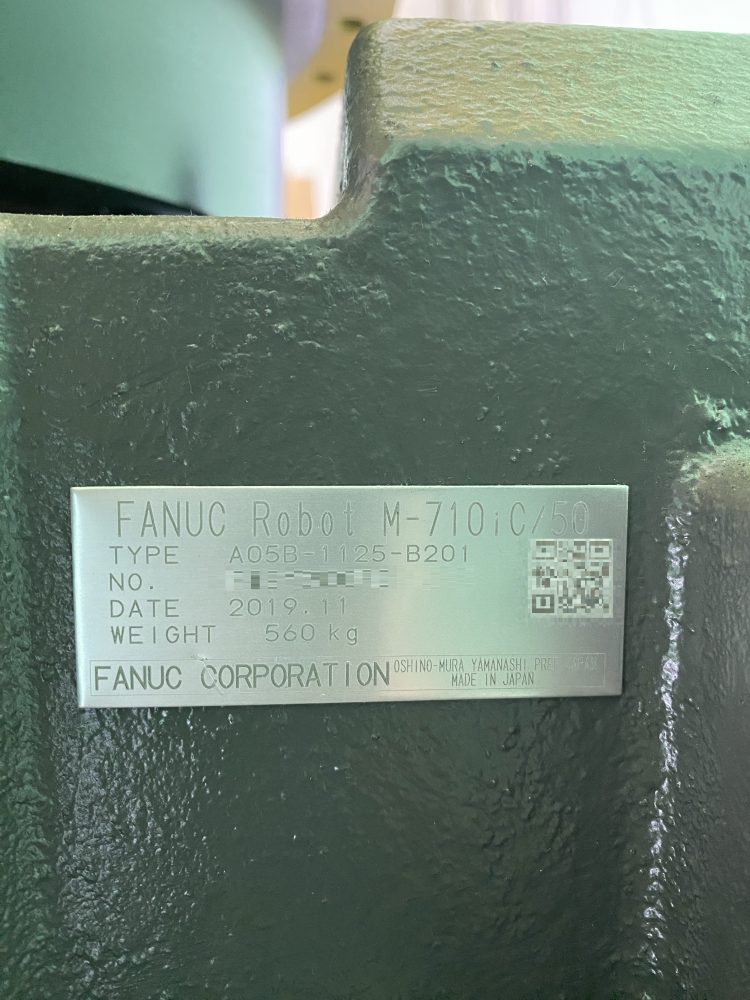 FANUC Robot M-710iC/50
TYPE A05B-1125-B201
NO.
DATE 2019.11
WEIGHT 560 kg
FANUC CORPORATION
OSHINO-MURA YAMANASHI PREF. JAPAN
MADE IN JAPAN